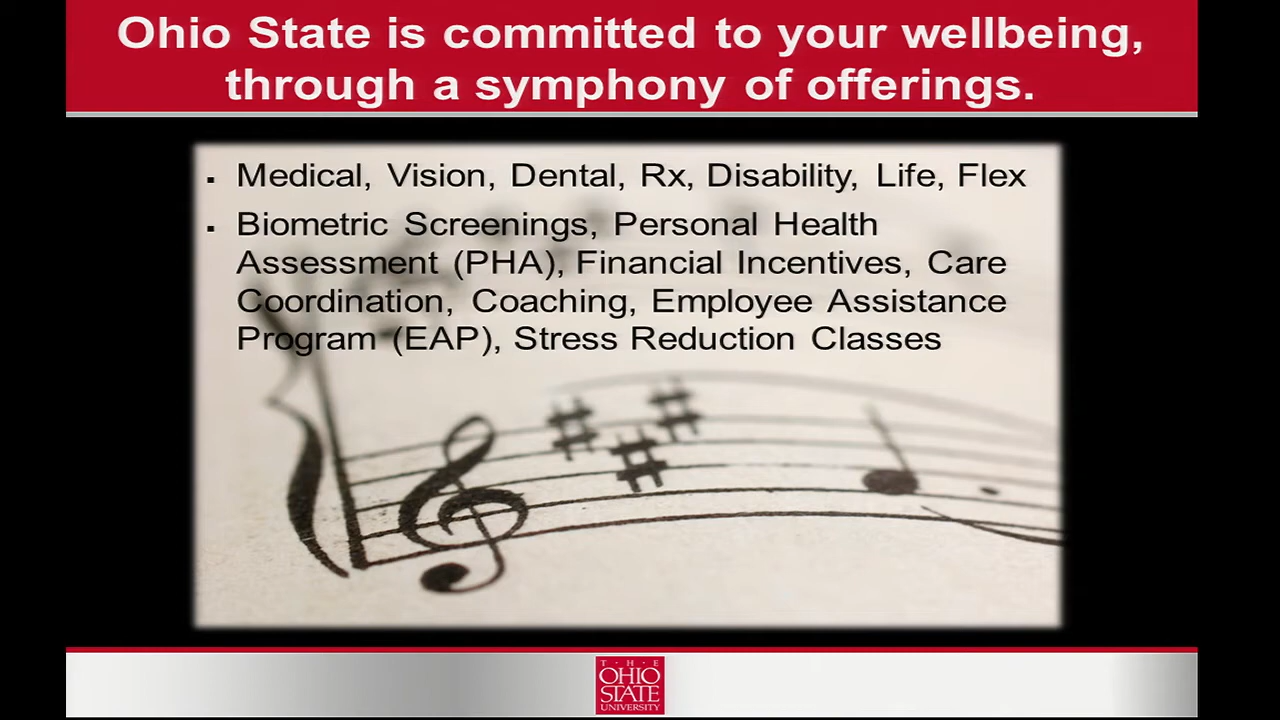 Ohio State is committed to your wellbeing,
through a symphony of offerings.
▪ Medical, Vision, Dental, Rx, Disability, Life, Flex
▪ Biometric Screenings, Personal Health
Assessment (PHA), Financial Incentives, Care
Coordination, Coaching, Employee Assistance
Program (EAP), Stress Reduction Classes
T · H · E
OHIO
STATE
UNIVERSITY